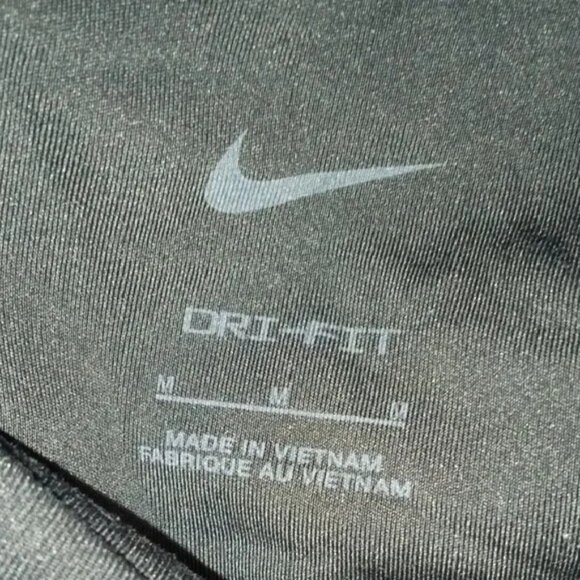 DRI-FIT
M M M
MADE IN VIETNAM
FABRIQUE AU VIETNAM